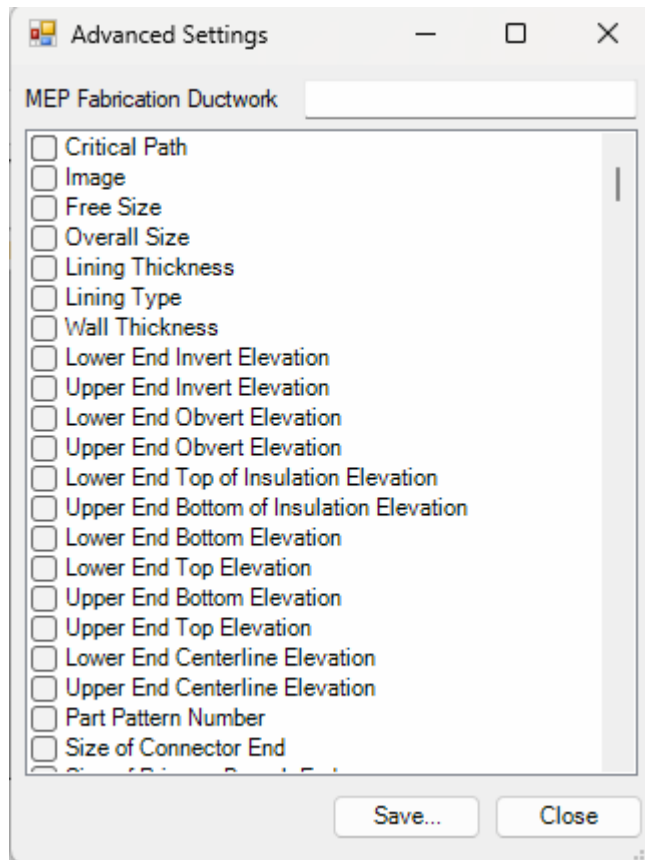 Advanced Settings
MEP Fabrication Ductwork
Critical Path
Image
Free Size
Overall Size
Lining Thickness
Lining Type
Wall Thickness
Lower End Invert Elevation
Upper End Invert Elevation
Lower End Obvert Elevation
Upper End Obvert Elevation
Lower End Top of Insulation Elevation
Upper End Bottom of Insulation Elevation
Lower End Bottom Elevation
Lower End Top Elevation
Upper End Bottom Elevation
Upper End Top Elevation
Lower End Centerline Elevation
Upper End Centerline Elevation
Part Pattern Number
Size of Connector End
Save...
Close